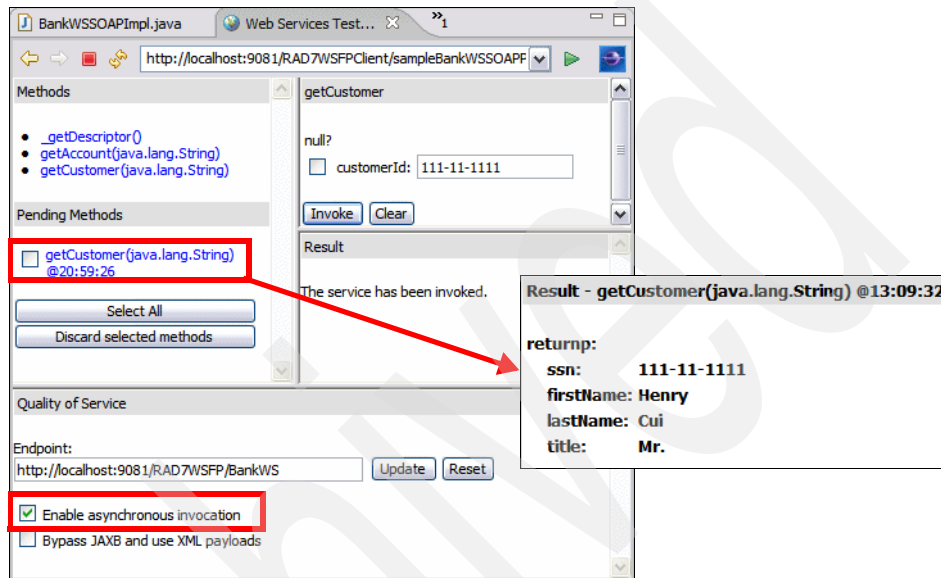 BankWSSOAPImpl.java
Web Services Test...
»1
http://localhost:9081/RAD7WSFPClient/sampleBankWSSOAPF
Methods
_getDescriptor()
getAccount(java.lang.String)
getCustomer(java.lang.String)
Pending Methods
getCustomer(java.lang.String)
@20:59:26
Select All
Discard selected methods
getCustomer
null?
customerId: 111-11-1111
Invoke Clear
Result
The service has been invoked.
Result - getCustomer(java.lang.String) @13:09:32
returnp:
ssn: 111-11-1111
firstName: Henry
lastName: Cui
title: Mr.
Quality of Service
Endpoint:
http://localhost:9081/RAD7WSFP/BankWS Update Reset
Enable asynchronous invocation
Bypass JAXB and use XML payloads